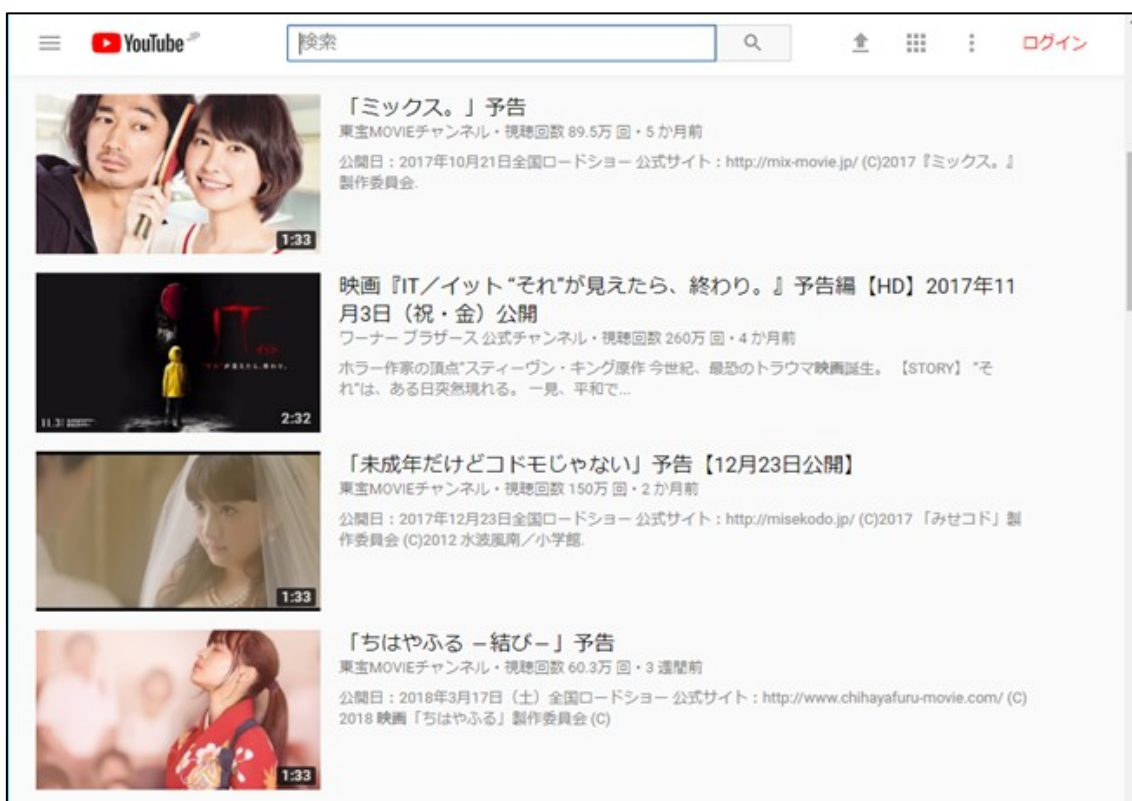 YouTube JP
検索
ログイン
「ミックス。」予告
東宝MOVIEチャンネル・視聴回数 89.5万 回・5 か月前
公開日：2017年10月21日全国ロードショー 公式サイト：http://mix-movie.jp/ (C)2017『ミックス。』
製作委員会.
1:33
映画『IT／イット “それ”が見えたら、終わり。』予告編【HD】2017年11
月3日（祝・金）公開
ワーナー ブラザース 公式チャンネル・視聴回数 260万 回・4 か月前
ホラー作家の頂点”スティーヴン・キング原作 今世紀、最恐のトラウマ映画誕生。 【STORY】 “そ
れ”は、ある日突然現れる。 一見、平和で...
IT
イット
“それ”が見えたら、終わり。
11.3
2:32
「未成年だけどコドモじゃない」予告【12月23日公開】
東宝MOVIEチャンネル・視聴回数 150万 回・2 か月前
公開日：2017年12月23日全国ロードショー 公式サイト：http://misekodo.jp/ (C)2017 「みせコド」製
作委員会 (C)2012 水波風南／小学館.
1:33
「ちはやふる －結び－」予告
東宝MOVIEチャンネル・視聴回数 60.3万 回・3 週間前
公開日：2018年3月17日（土）全国ロードショー 公式サイト：http://www.chihayafuru-movie.com/ (C)
2018 映画「ちはやふる」製作委員会 (C)
1:33